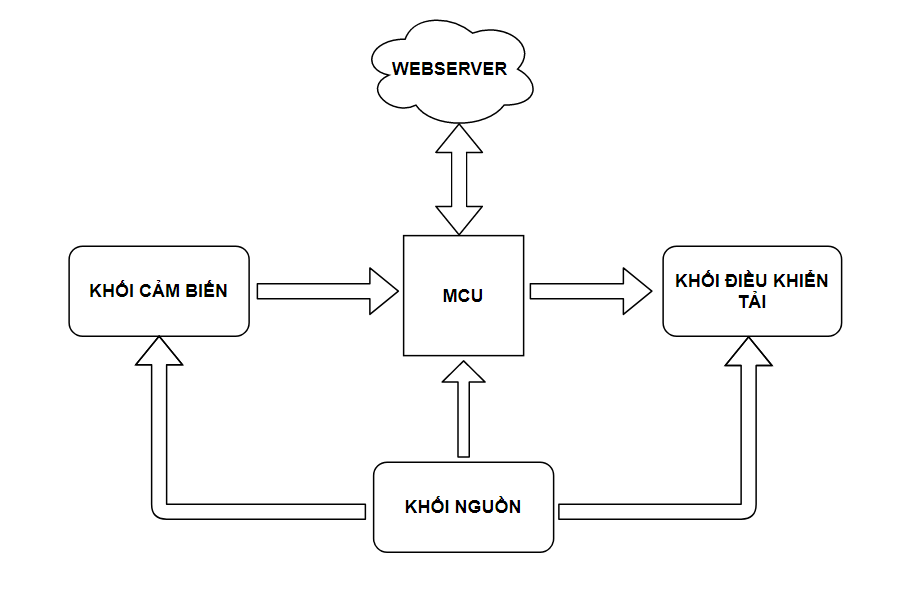 WEBSERVER
KHỐI CẢM BIẾN
MCU
KHỐI ĐIỀU KHIỂN
TẢI
KHỐI NGUỒN